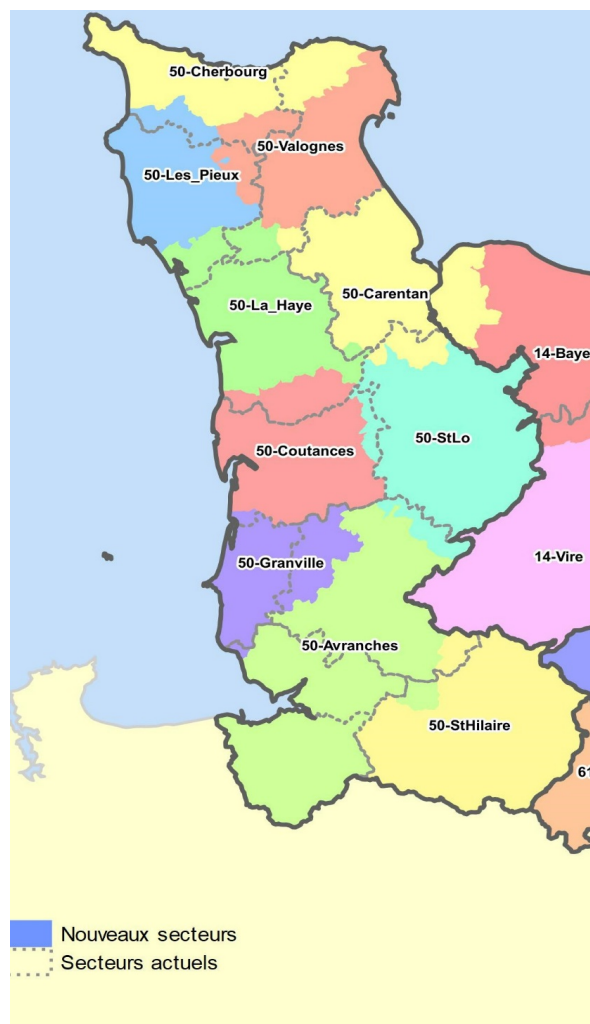 50-Cherbourg
50-Valognes
50-Les_Pieux
50-Carentan
50-La_Haye
14-Baye
50-StLo
50-Coutances
14-Vire
50-Granville
50-Avranches
50-StHilaire
61
Nouveaux secteurs
Secteurs actuels